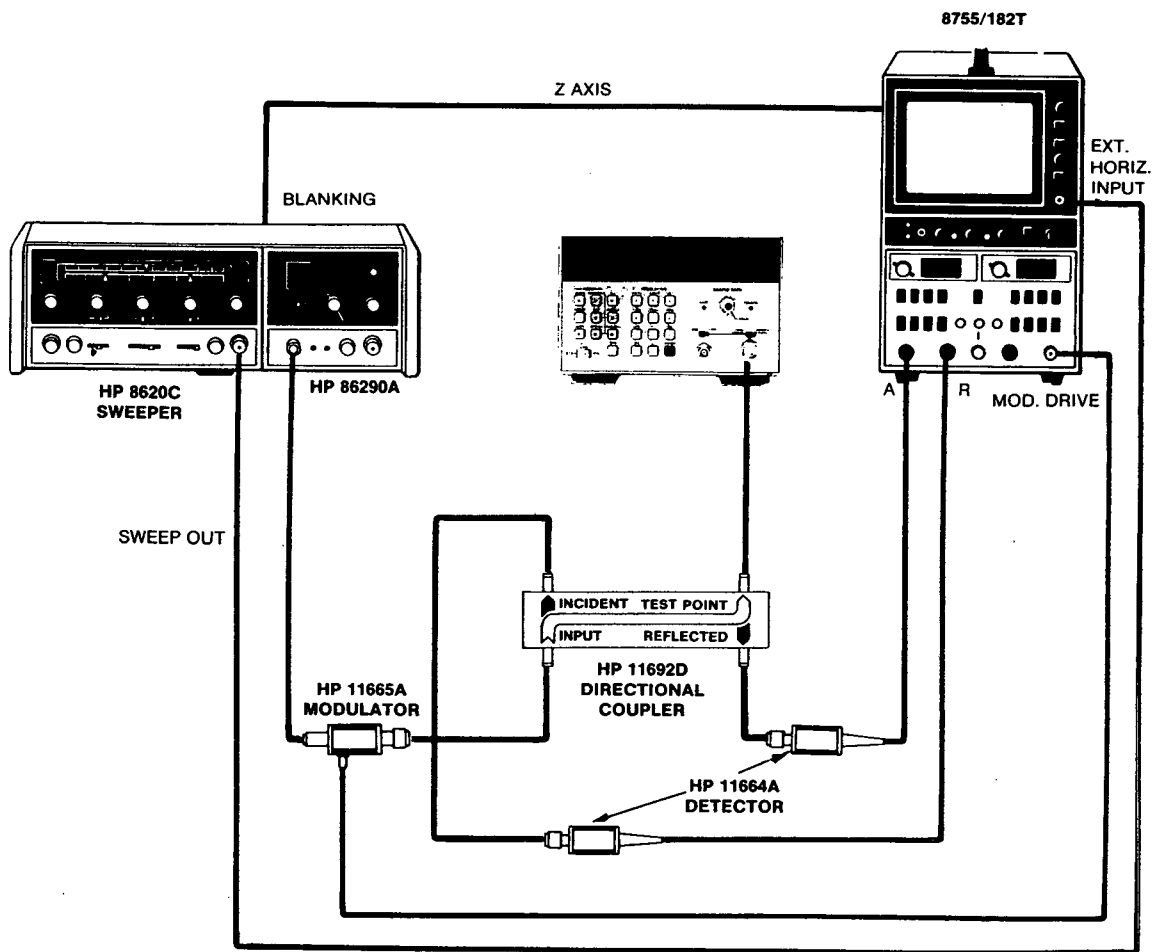 8755/182T
Z AXIS
EXT.
HORIZ.
INPUT
BLANKING
HP 8620C
SWEEPER
HP 86290A
A
R
MOD. DRIVE
SWEEP OUT
INCIDENT TEST POINT
INPUT REFLECTED
HP 11692D
DIRECTIONAL
COUPLER
HP 11665A
MODULATOR
HP 11664A
DETECTOR